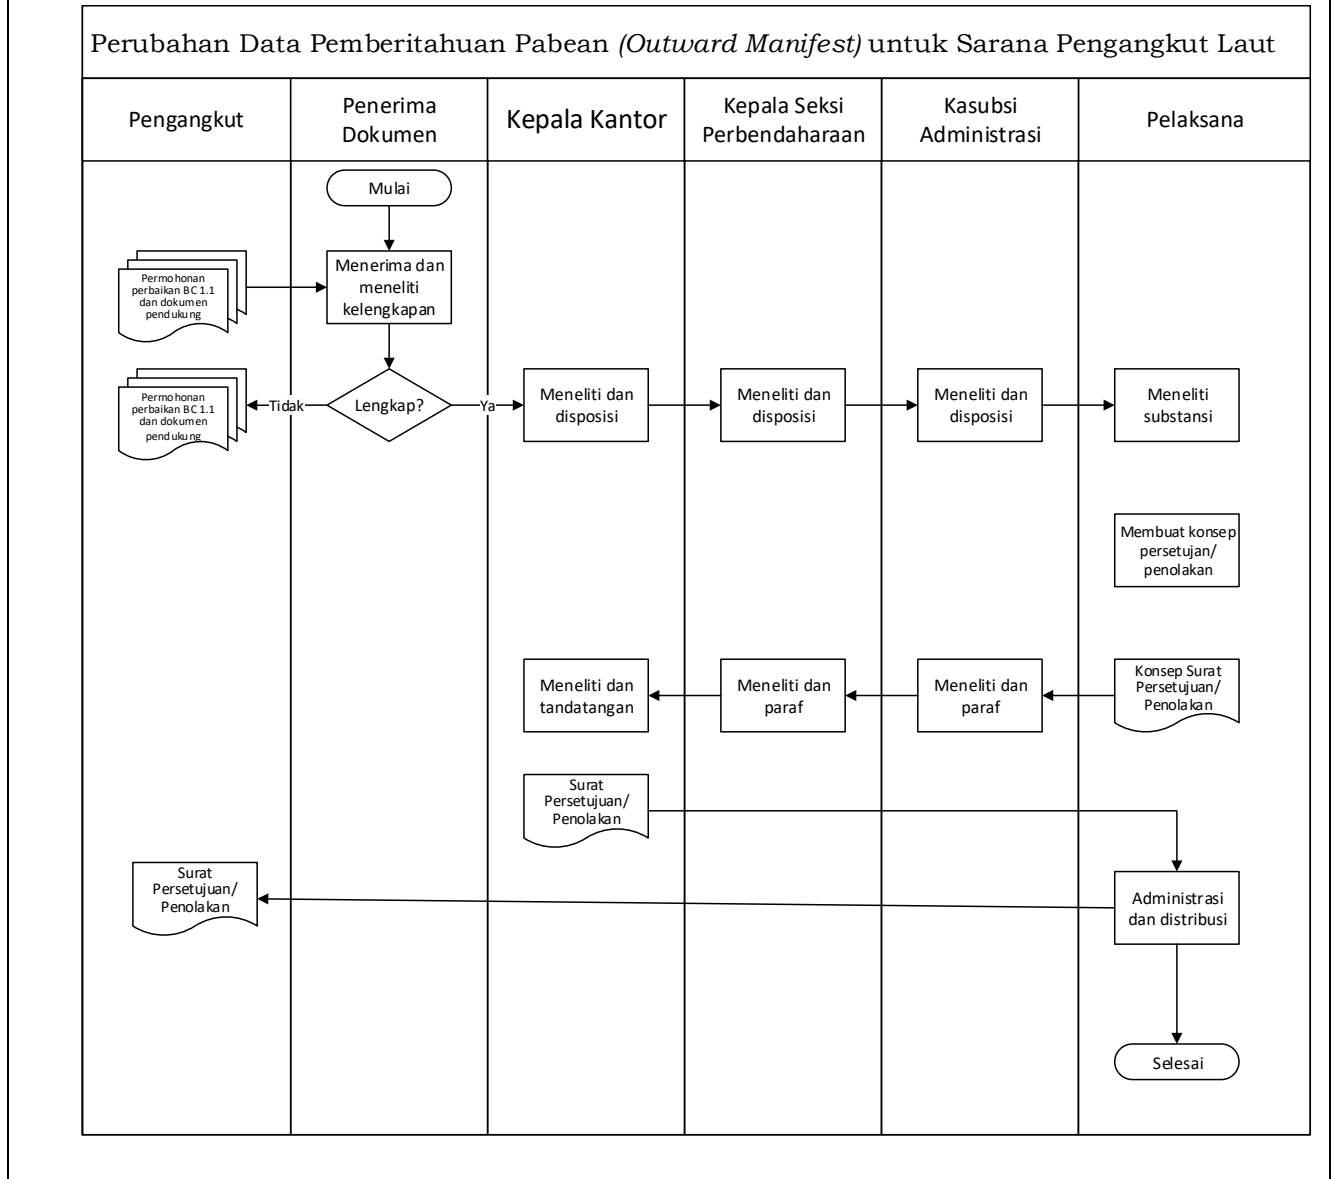 Perubahan Data Pemberitahuan Pabean (Outward Manifest) untuk Sarana Pengangkut Laut
Pengangkut
Penerima
Dokumen
Kepala Kantor
Kepala Seksi
Perbendaharaan
Kasubsi
Administrasi
Pelaksana
Mulai
Permohonan
perbaikan BC 1.1
dan dokumen
pendukung
Menerima dan
meneliti
kelengkapan
Permohonan
perbaikan BC 1.1
dan dokumen
pendukung
Tidak
Lengkap?
Ya
Meneliti dan
disposisi
Meneliti dan
disposisi
Meneliti dan
disposisi
Meneliti
substansi
Membuat konsep
persetujan/
penolakan
Meneliti dan
tandatangan
Meneliti dan
paraf
Meneliti dan
paraf
Konsep Surat
Persetujuan/
Penolakan
Surat
Persetujuan/
Penolakan
Surat
Persetujuan/
Penolakan
Administrasi
dan distribusi
Selesai